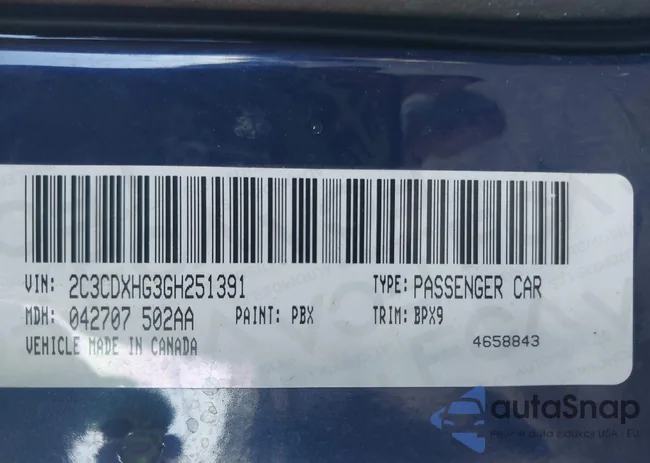 VIN: 2C3CDXHG3GH251391 TYPE: PASSENGER CAR
MDH: 042707 502AA PAINT: PBX TRIM: BPX9
VEHICLE MADE IN CANADA 4658843
autoSnap